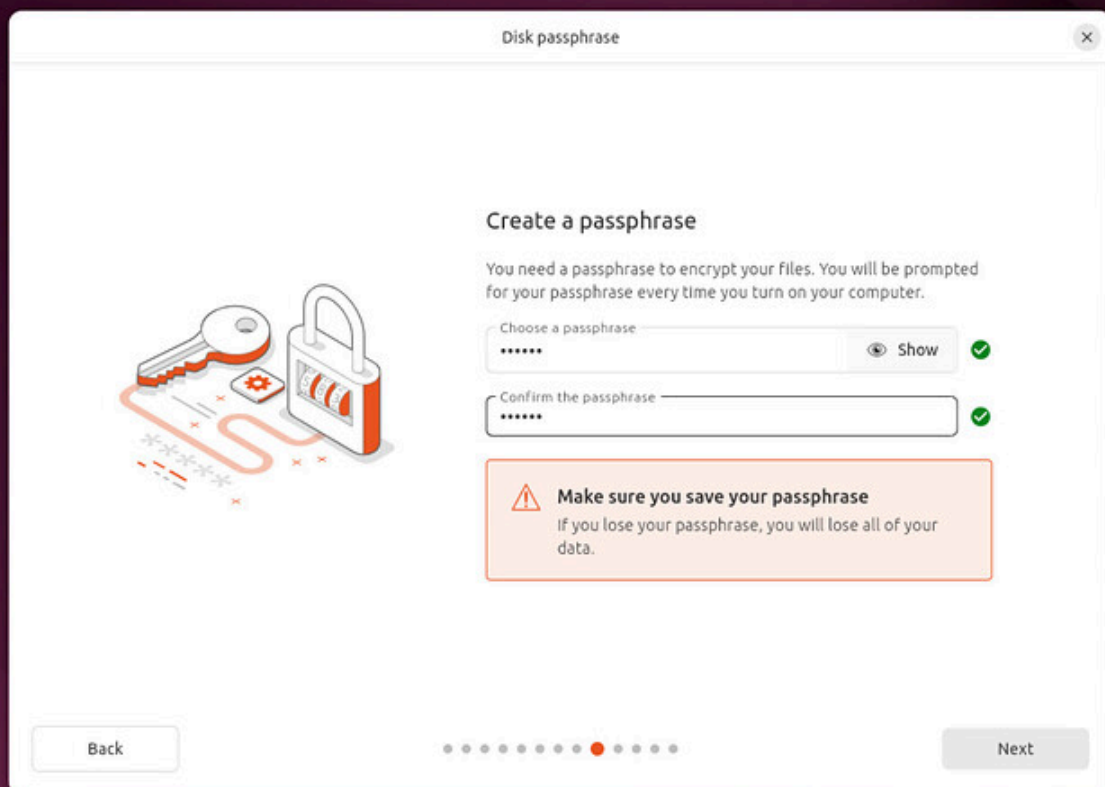 Disk passphrase
Create a passphrase
You need a passphrase to encrypt your files. You will be prompted
for your passphrase every time you turn on your computer.
Choose a passphrase
••••••
Show
Confirm the passphrase
••••••
Make sure you save your passphrase
If you lose your passphrase, you will lose all of your
data.
Back
Next